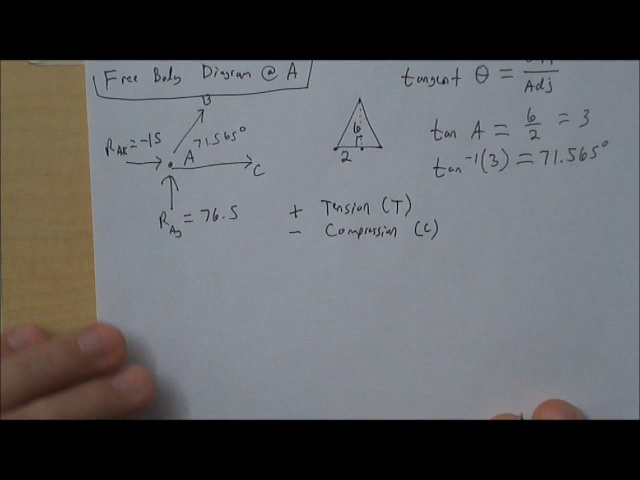 Free Body Diagram @ A
tangent θ = Opp/Adj
B
R_Ax = -15
71.565°
A
C
R_Ay = 76.5
6
2
tan A = 6/2 = 3
tan⁻¹(3) = 71.565°
+ Tension (T)
- Compression (C)